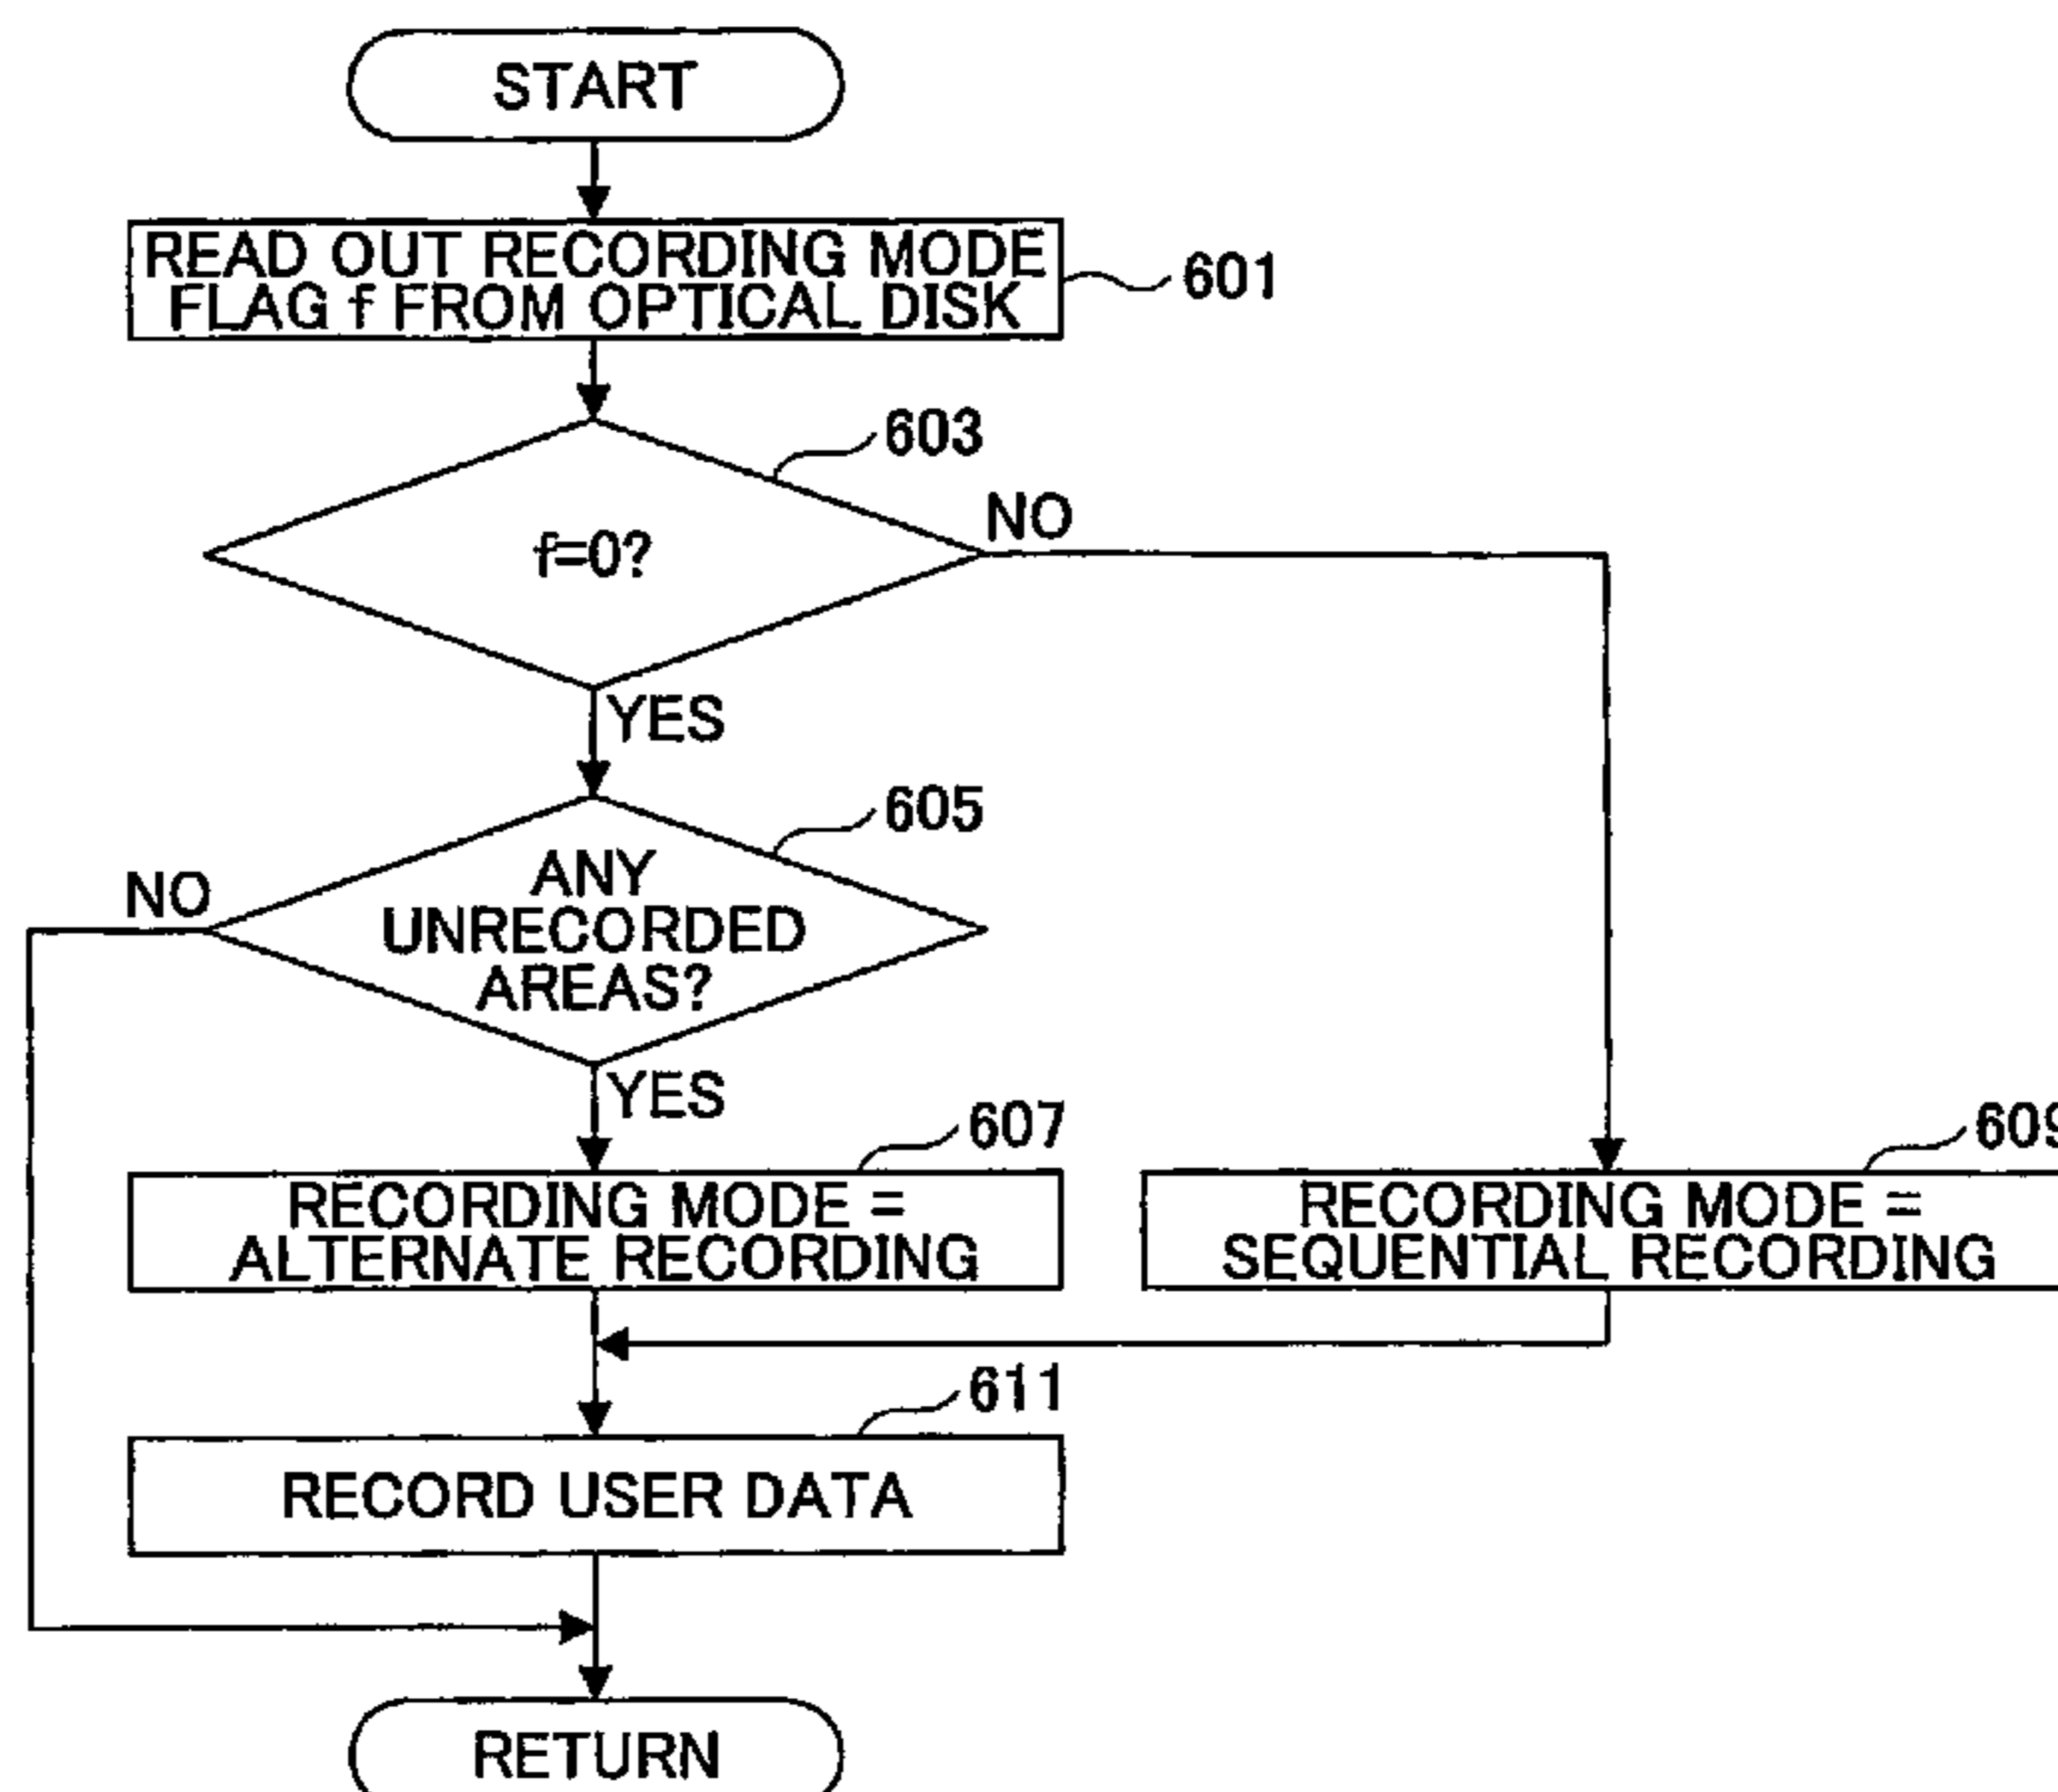 START
READ OUT RECORDING MODE
FLAG f FROM OPTICAL DISK
601
603
f=0?
NO
YES
605
ANY
UNRECORDED
AREAS?
NO
YES
607
RECORDING MODE =
ALTERNATE RECORDING
609
RECORDING MODE =
SEQUENTIAL RECORDING
611
RECORD USER DATA
RETURN